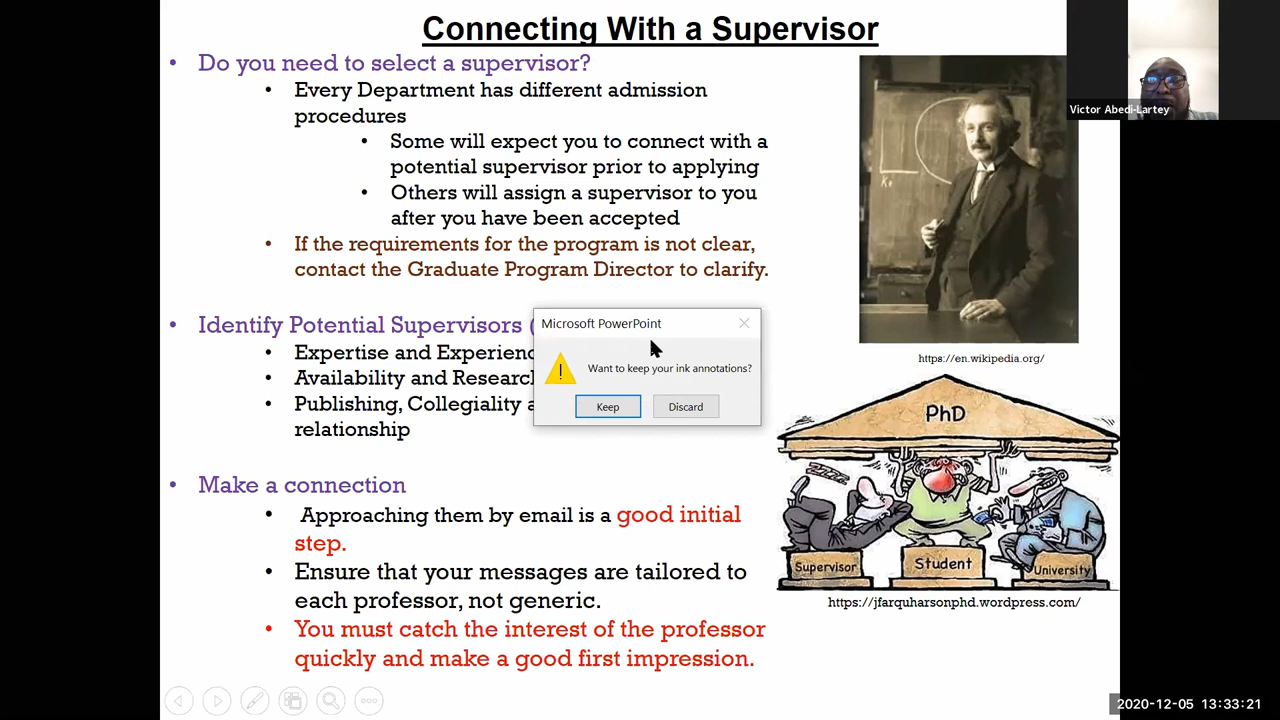 Connecting With a Supervisor
Do you need to select a supervisor?
Every Department has different admission
procedures
Some will expect you to connect with a
potential supervisor prior to applying
Others will assign a supervisor to you
after you have been accepted
If the requirements for the program is not clear,
contact the Graduate Program Director to clarify.
Identify Potential Supervisors (
Expertise and Experienc
Availability and Research
Publishing, Collegiality a
relationship
Make a connection
Approaching them by email is a good initial
step.
Ensure that your messages are tailored to
each professor, not generic.
You must catch the interest of the professor
quickly and make a good first impression.
Microsoft PowerPoint
Want to keep your ink annotations?
Keep
Discard
https://en.wikipedia.org/
PhD
Supervisor
Student
University
https://jfarquharsonphd.wordpress.com/
Victor Abedi-Lartey
2020-12-05 13:33:21